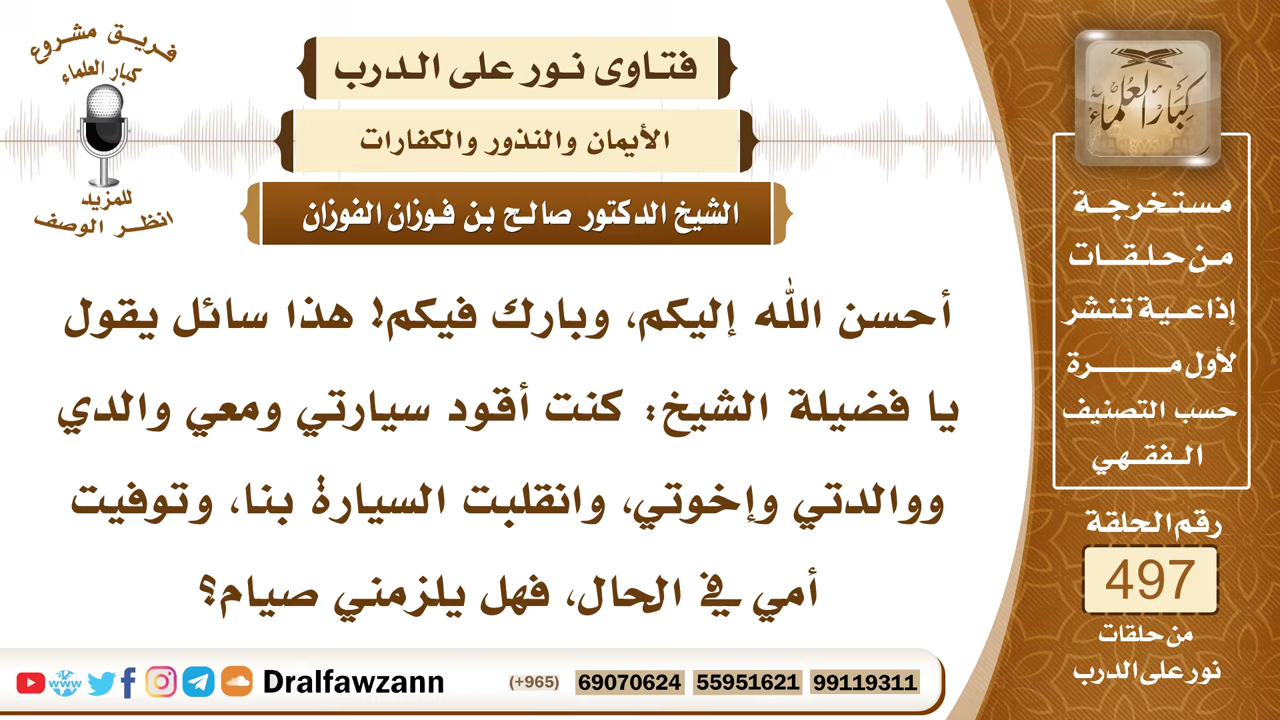 فريق مشروع
كبار العلماء
للمزيد
انظر الوصف
فتاوى نور على الدرب
الأيمان والنذور والكفارات
الشيخ الدكتور صالح بن فوزان الفوزان
أحسن الله إليكم، وبارك فيكم! هذا سائل يقول
يا فضيلة الشيخ: كنت أقود سيارتي ومعي والدي
ووالدتي وإخوتي، وانقلبت السيارة بنا، وتوفيت
أمي في الحال، فهل يلزمني صيام؟
كبار العلماء
مستخرجة
من حلقات
إذاعية تنشر
لأول مرة
حسب التصنيف
الفقهي
رقم الحلقة
497
من حلقات
نور على الدرب
www
Dralfawzann
(+965) 69070624 55951621 99119311